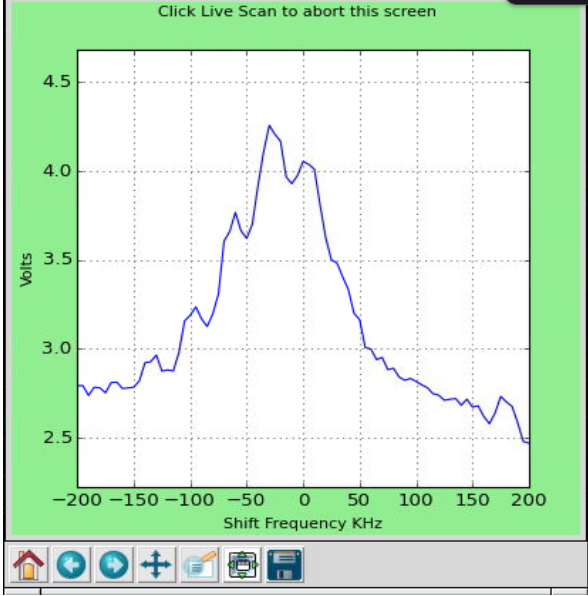 Click Live Scan to abort this screen
4.5
4.0
3.5
3.0
2.5
Volts
−200 −150 −100 −50 0 50 100 150 200
Shift Frequency KHz